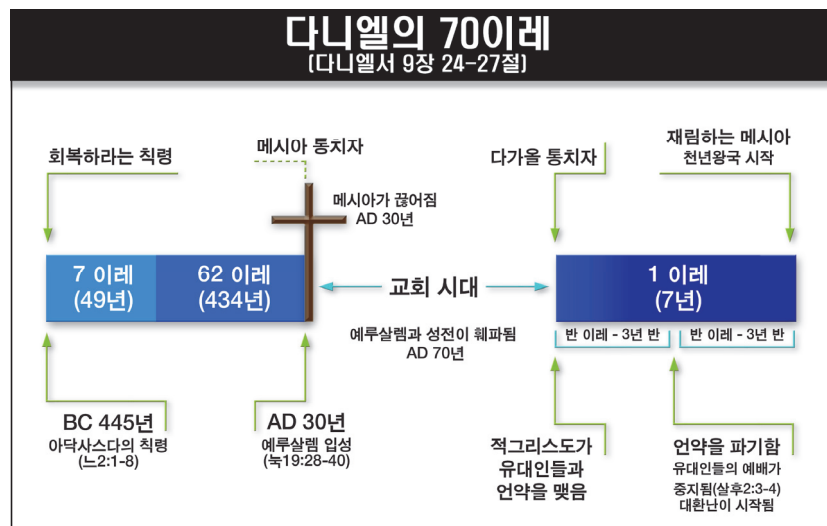 다니엘의 70이레
(다니엘서 9장 24-27절)
회복하라는 칙령
메시아 통치자
메시아가 끊어짐
AD 30년
다가올 통치자
재림하는 메시아
천년왕국 시작
7 이레
(49년)
62 이레
(434년)
교회 시대
1 이레
(7년)
예루살렘과 성전이 훼파됨
AD 70년
반 이레 - 3년 반
반 이레 - 3년 반
BC 445년
아닥사스다의 칙령
(느2:1-8)
AD 30년
예루살렘 입성
(눅19:28-40)
적그리스도가
유대인들과
언약을 맺음
언약을 파기함
유대인들의 예배가
중지됨(살후2:3-4)
대환난이 시작됨